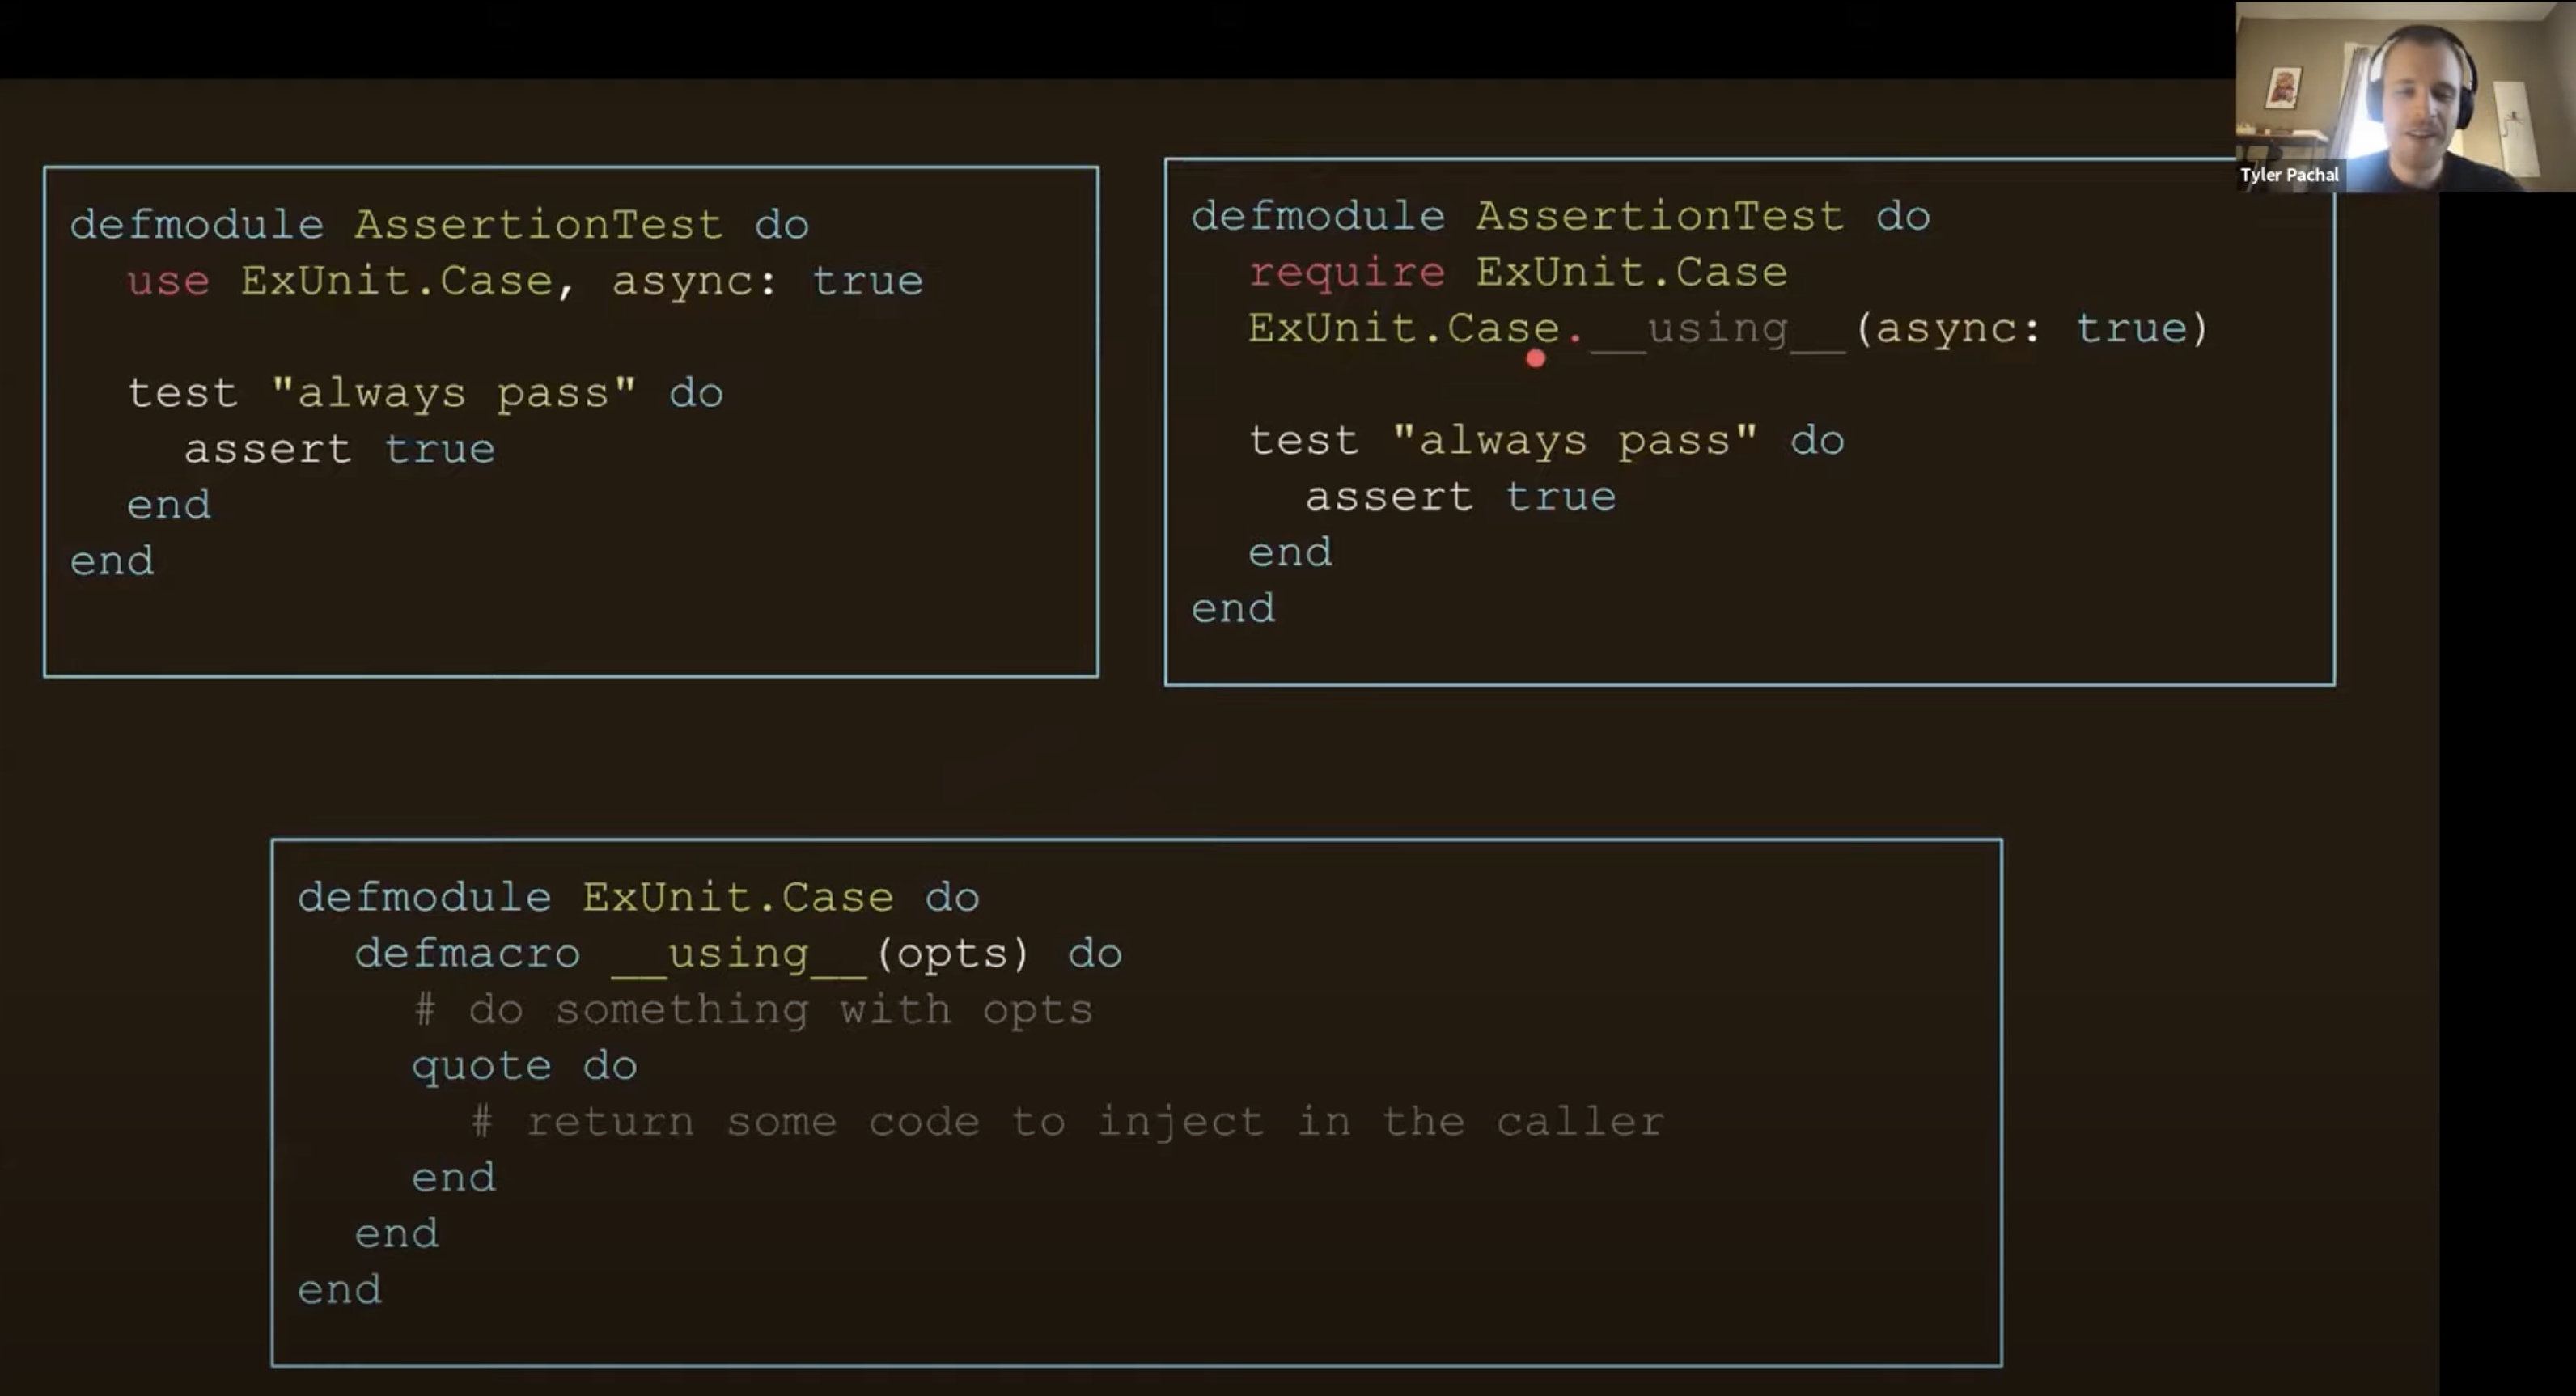 defmodule AssertionTest do
use ExUnit.Case, async: true
test "always pass" do
assert true
end
end
defmodule AssertionTest do
require ExUnit.Case
ExUnit.Case.__using__(async: true)
test "always pass" do
assert true
end
end
Tyler Pachal
defmodule ExUnit.Case do
defmacro __using__(opts) do
# do something with opts
quote do
# return some code to inject in the caller
end
end
end